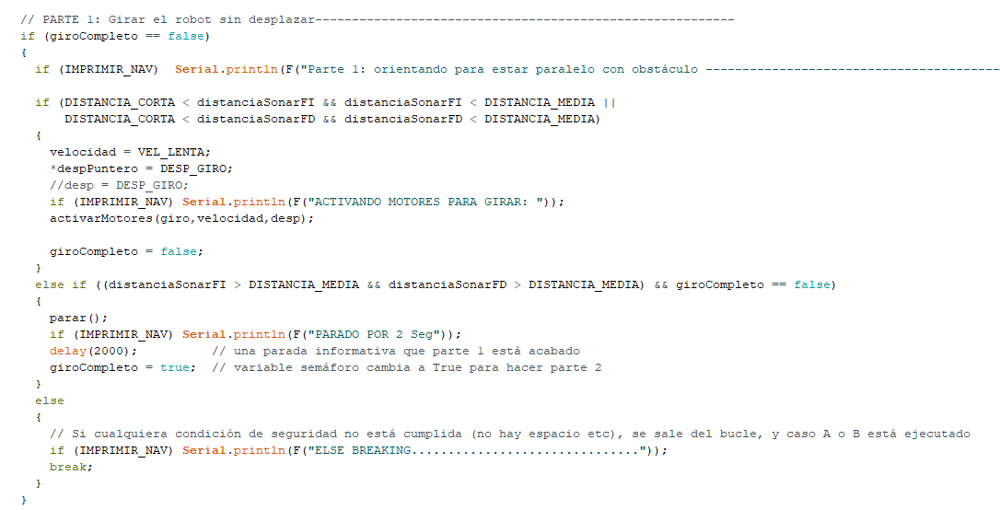 // PARTE 1: Girar el robot sin desplazar---------------------------------------------------------
if (giroCompleto == false)
{
  if (IMPRIMIR_NAV)  Serial.println(F("Parte 1: orientando para estar paralelo con obstáculo ----------------------------------------

  if (DISTANCIA_CORTA < distanciaSonarFI && distanciaSonarFI < DISTANCIA_MEDIA ||
      DISTANCIA_CORTA < distanciaSonarFD && distanciaSonarFD < DISTANCIA_MEDIA)
  {
    velocidad = VEL_LENTA;
    *despPuntero = DESP_GIRO;
    //desp = DESP_GIRO;
    if (IMPRIMIR_NAV) Serial.println(F("ACTIVANDO MOTORES PARA GIRAR: "));
    activarMotores(giro,velocidad,desp);

    giroCompleto = false;
  }
  else if ((distanciaSonarFI > DISTANCIA_MEDIA && distanciaSonarFD > DISTANCIA_MEDIA) && giroCompleto == false)
  {
    parar();
    if (IMPRIMIR_NAV) Serial.println(F("PARADO POR 2 Seg"));
    delay(2000);          // una parada informativa que parte 1 está acabado
    giroCompleto = true;  // variable semáforo cambia a True para hacer parte 2
  }
  else
  {
    // Si cualquiera condición de seguridad no está cumplida (no hay espacio etc), se sale del bucle, y caso A o B está ejecutado
    if (IMPRIMIR_NAV) Serial.println(F("ELSE BREAKING..............................."));
    break;
  }
}